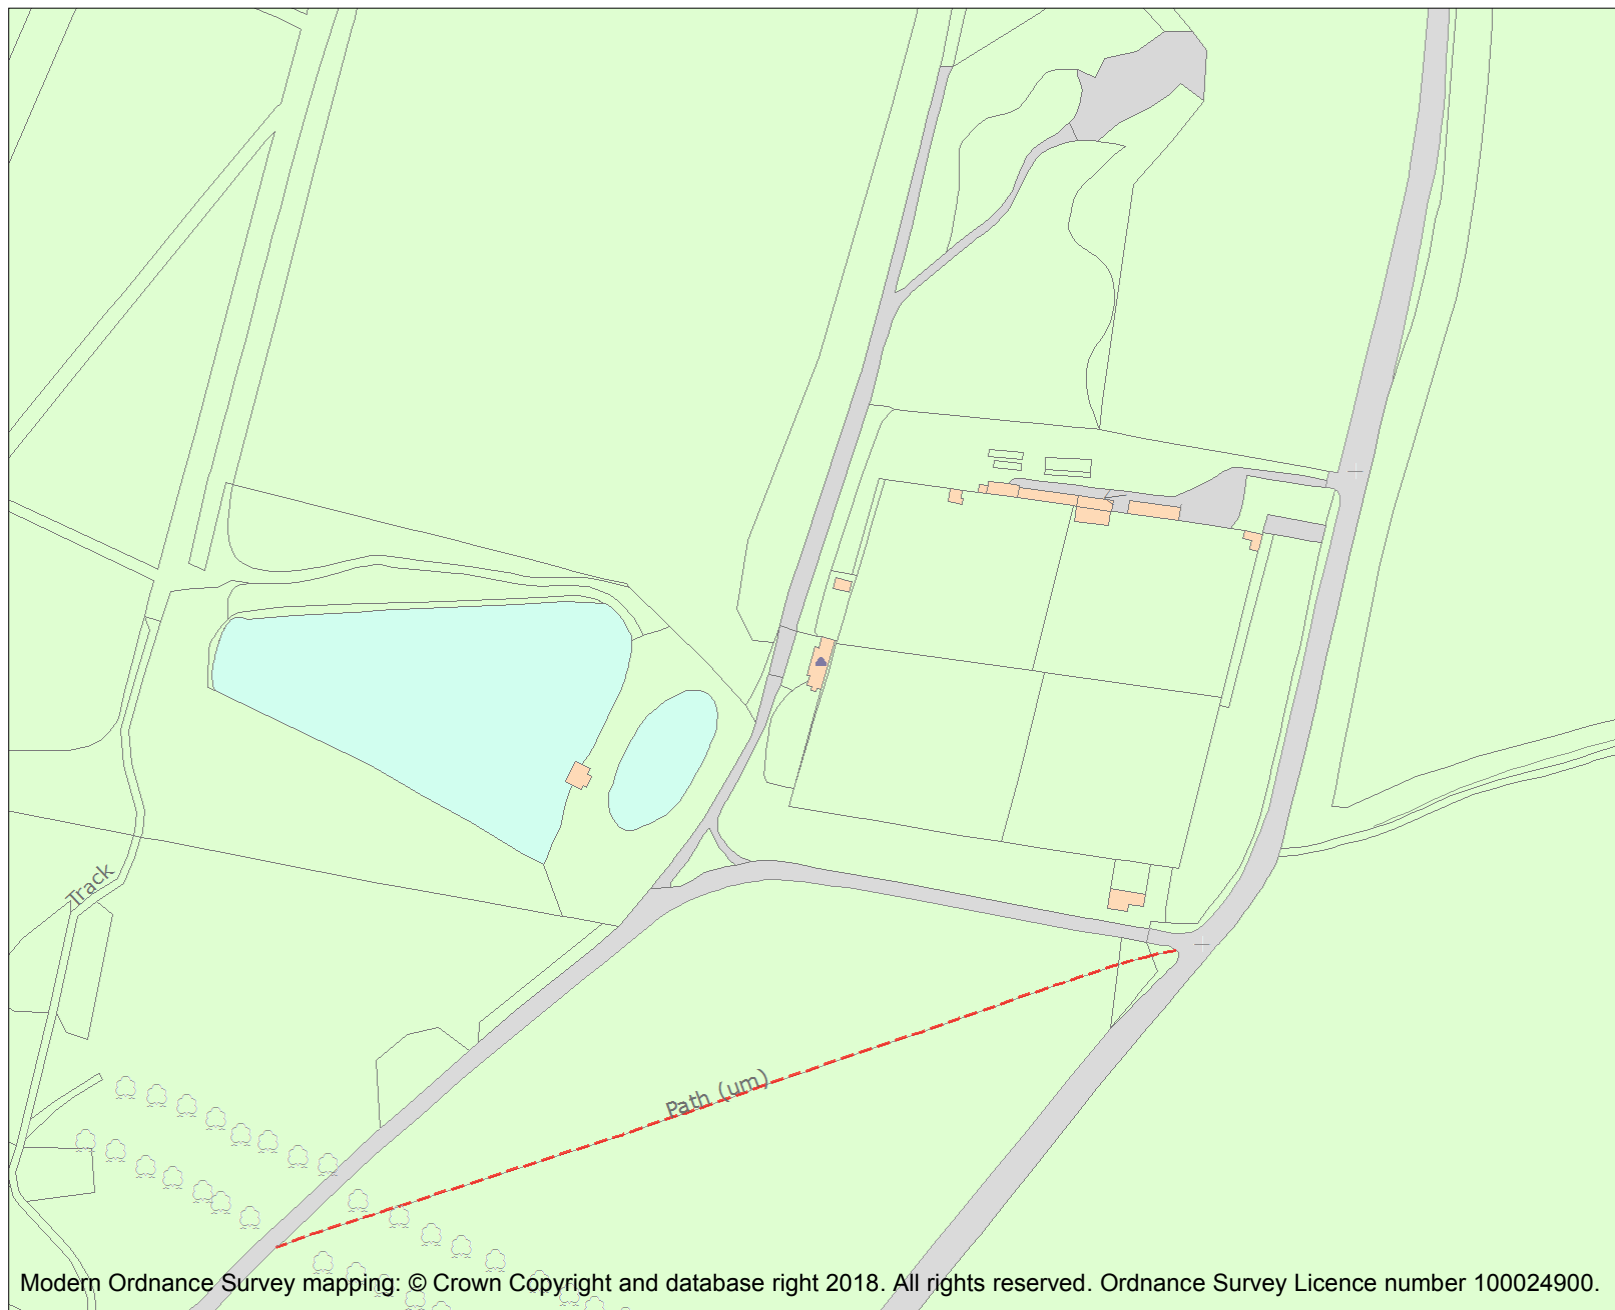 Track
Path (um)
Modern Ordnance Survey mapping: © Crown Copyright and database right 2018. All rights reserved. Ordnance Survey Licence number 100024900.